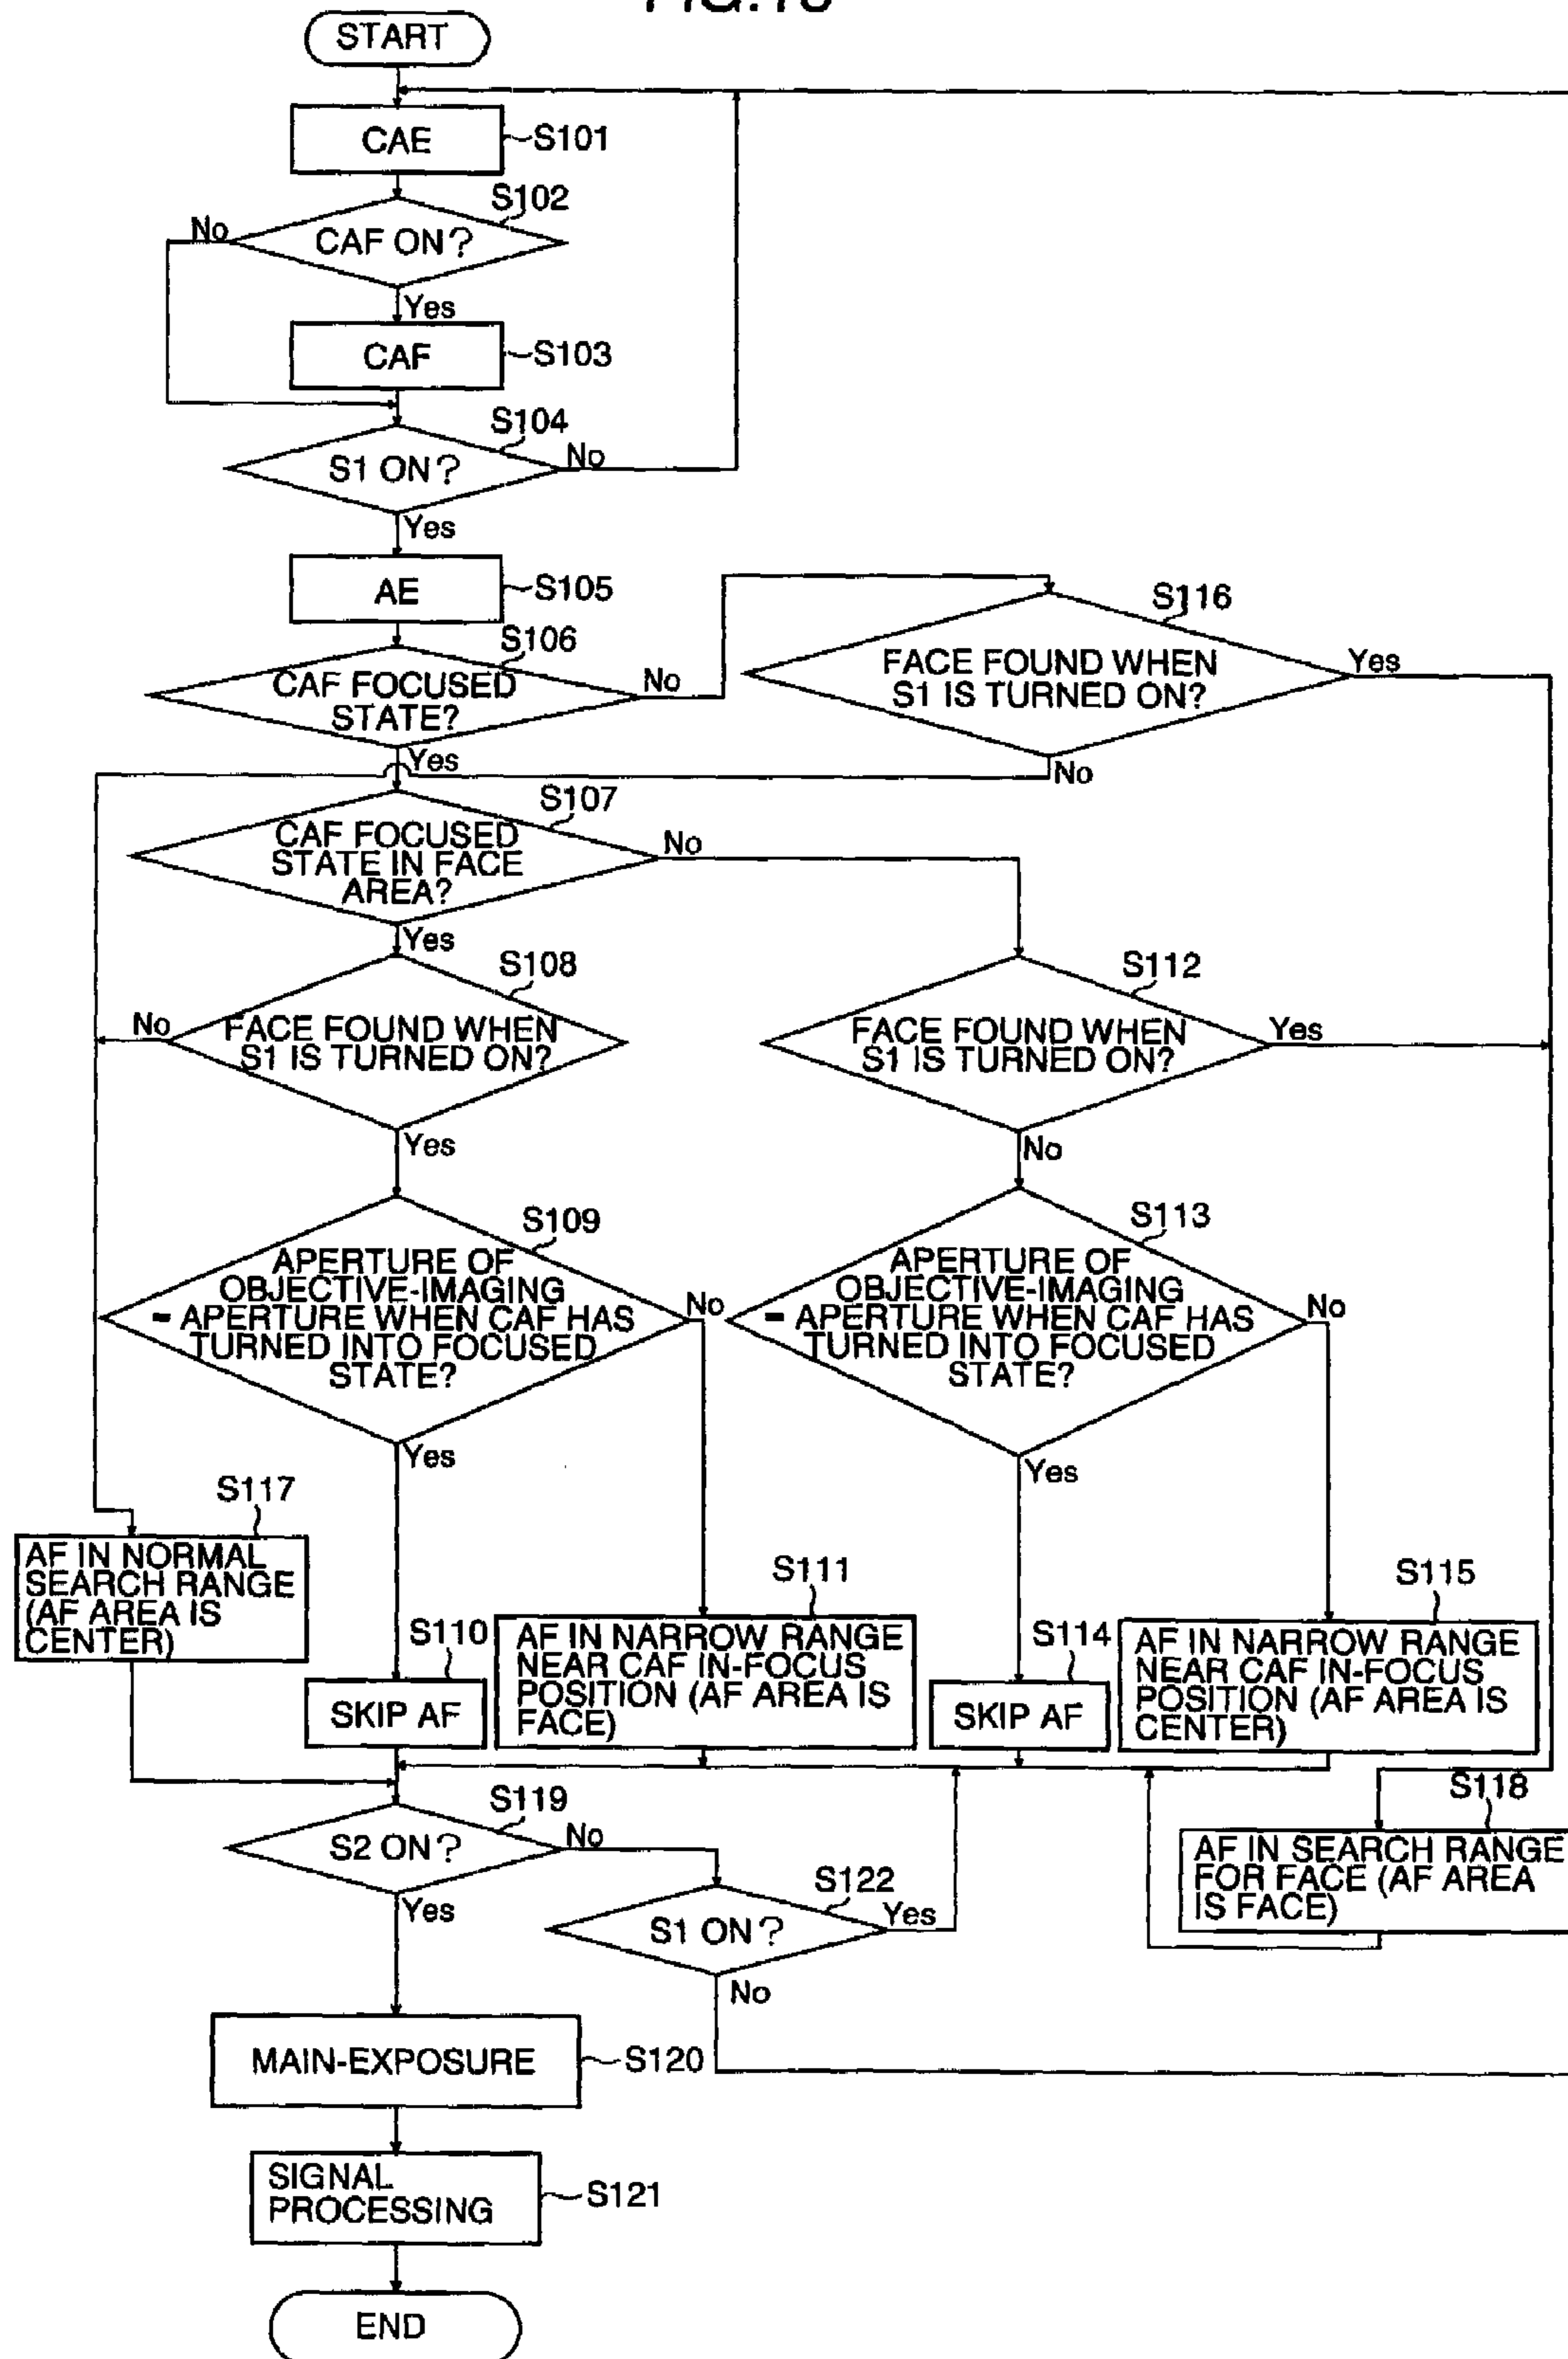 START
CAE
S101
S102
No
CAF ON?
Yes
CAF
S103
S104
S1 ON?
No
Yes
AE
S105
S106
CAF FOCUSED
STATE?
No
Yes
S116
FACE FOUND WHEN
S1 IS TURNED ON?
Yes
No
S107
CAF FOCUSED
STATE IN FACE
AREA?
No
Yes
S108
No
FACE FOUND WHEN
S1 IS TURNED ON?
Yes
S112
FACE FOUND WHEN
S1 IS TURNED ON?
Yes
No
S109
APERTURE OF
OBJECTIVE-IMAGING
= APERTURE WHEN CAF HAS
TURNED INTO FOCUSED
STATE?
No
Yes
S113
APERTURE OF
OBJECTIVE-IMAGING
= APERTURE WHEN CAF HAS
TURNED INTO FOCUSED
STATE?
No
Yes
S117
AF IN NORMAL
SEARCH RANGE
(AF AREA IS
CENTER)
S110
SKIP AF
S111
AF IN NARROW RANGE
NEAR CAF IN-FOCUS
POSITION (AF AREA IS
FACE)
S114
SKIP AF
S115
AF IN NARROW RANGE
NEAR CAF IN-FOCUS
POSITION (AF AREA IS
CENTER)
S118
AF IN SEARCH RANGE
FOR FACE (AF AREA
IS FACE)
S119
S2 ON?
No
Yes
S122
S1 ON?
Yes
No
MAIN-EXPOSURE
S120
SIGNAL
PROCESSING
S121
END